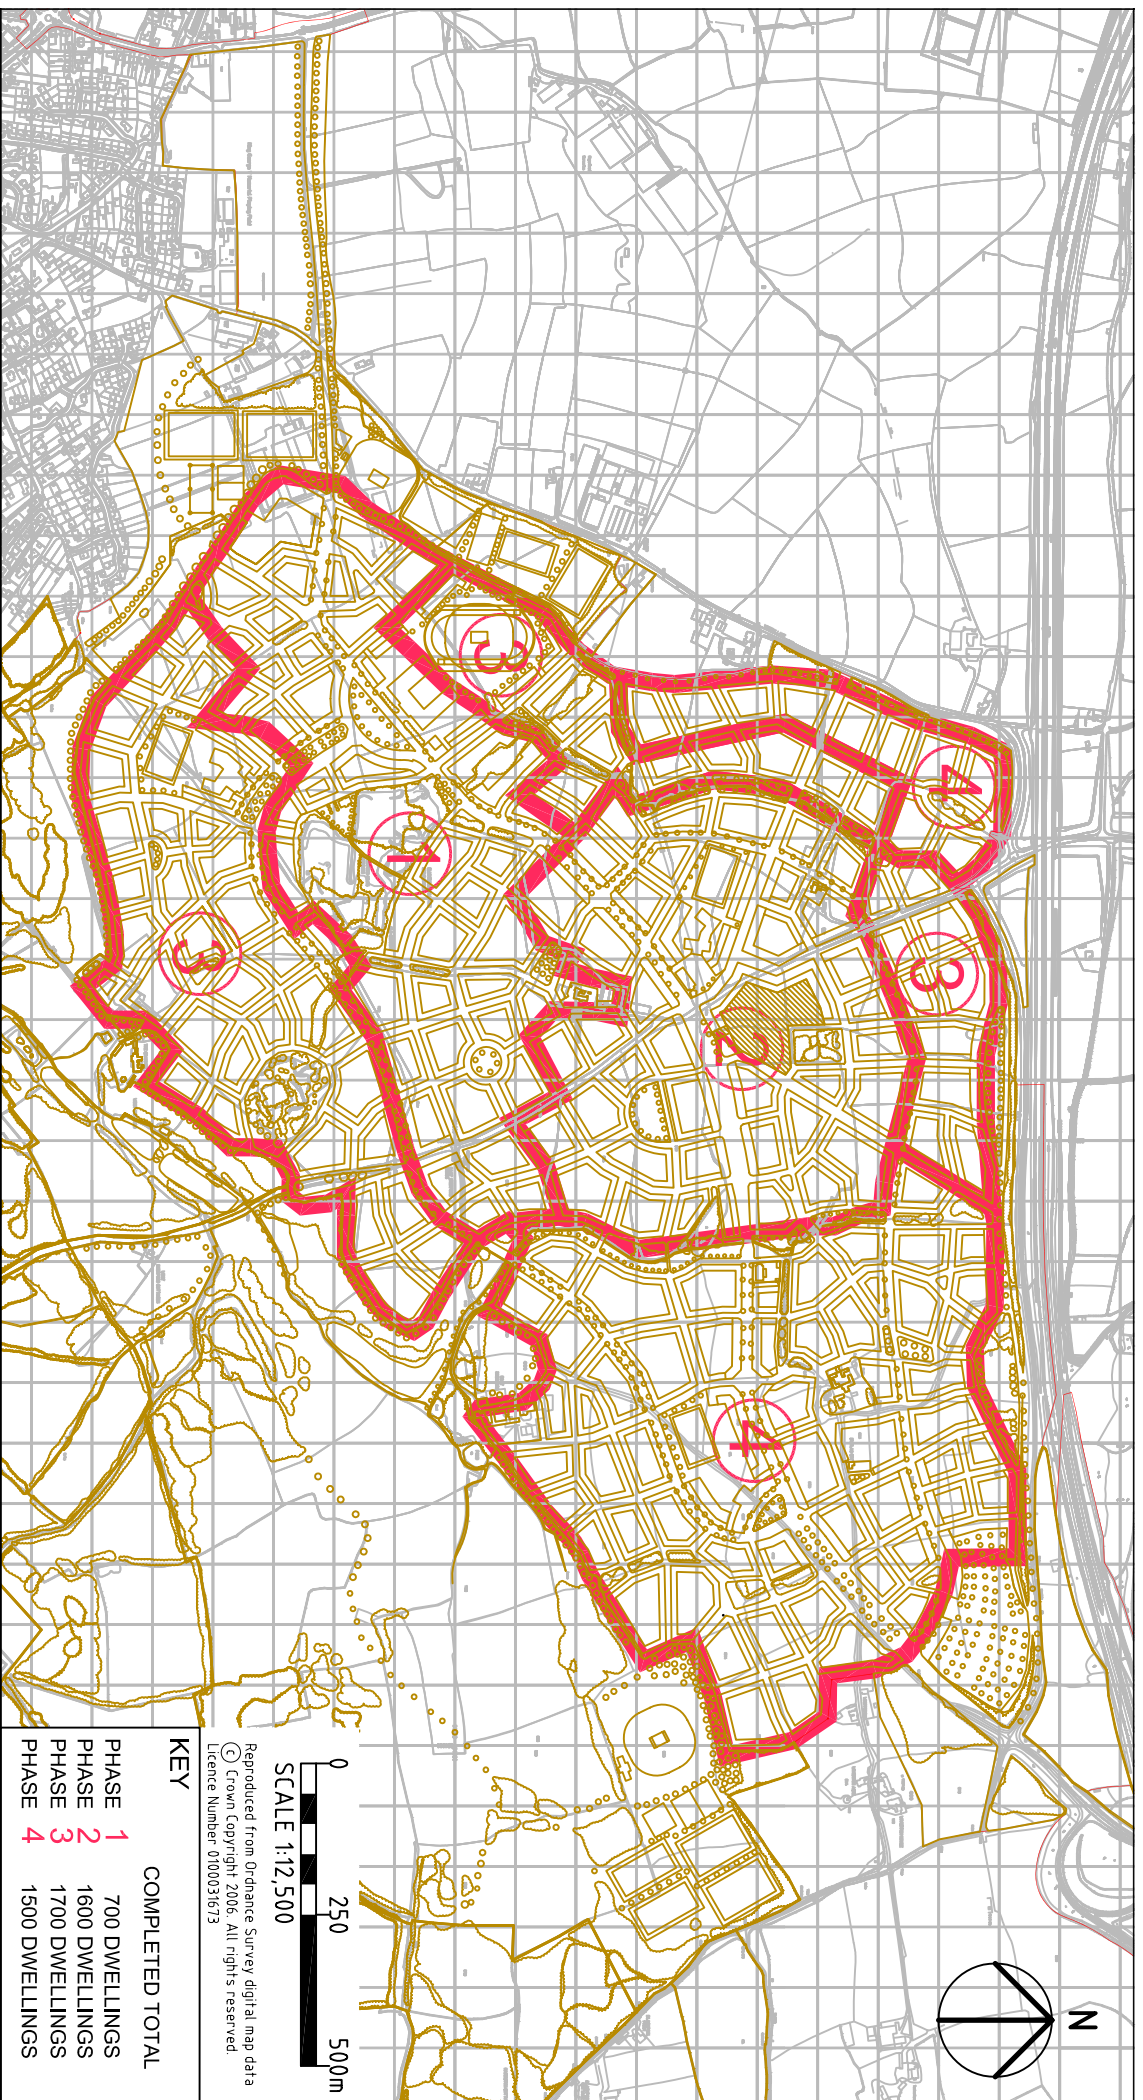 N
4
3
2
4
3
1
3
0 250 500m
SCALE 1:12,500
Reproduced from Ordnance Survey digital map data
© Crown Copyright 2006. All rights reserved.
Licence Number 0100031673
KEY
COMPLETED TOTAL
PHASE 1 700 DWELLINGS
PHASE 2 1600 DWELLINGS
PHASE 3 1700 DWELLINGS
PHASE 4 1500 DWELLINGS